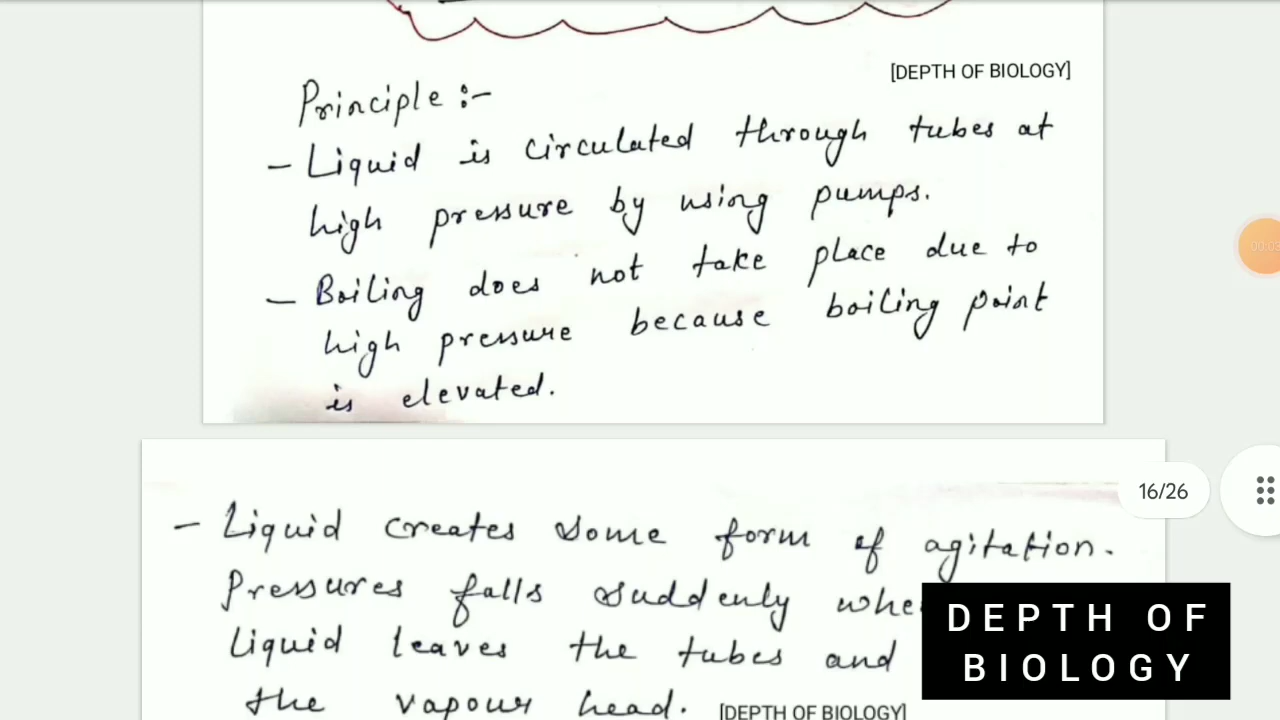 [DEPTH OF BIOLOGY]
Principle :-
- Liquid is circulated through tubes at
high pressure by using pumps.
- Boiling does not take place due to
high pressure because boiling point
is elevated.
00:03
16/26
- Liquid creates some form of agitation.
Pressures falls suddenly
liquid leaves the tubes and
the vapour head. [DEPTH OF BIOLOGY]
DEPTH OF
BIOLOGY